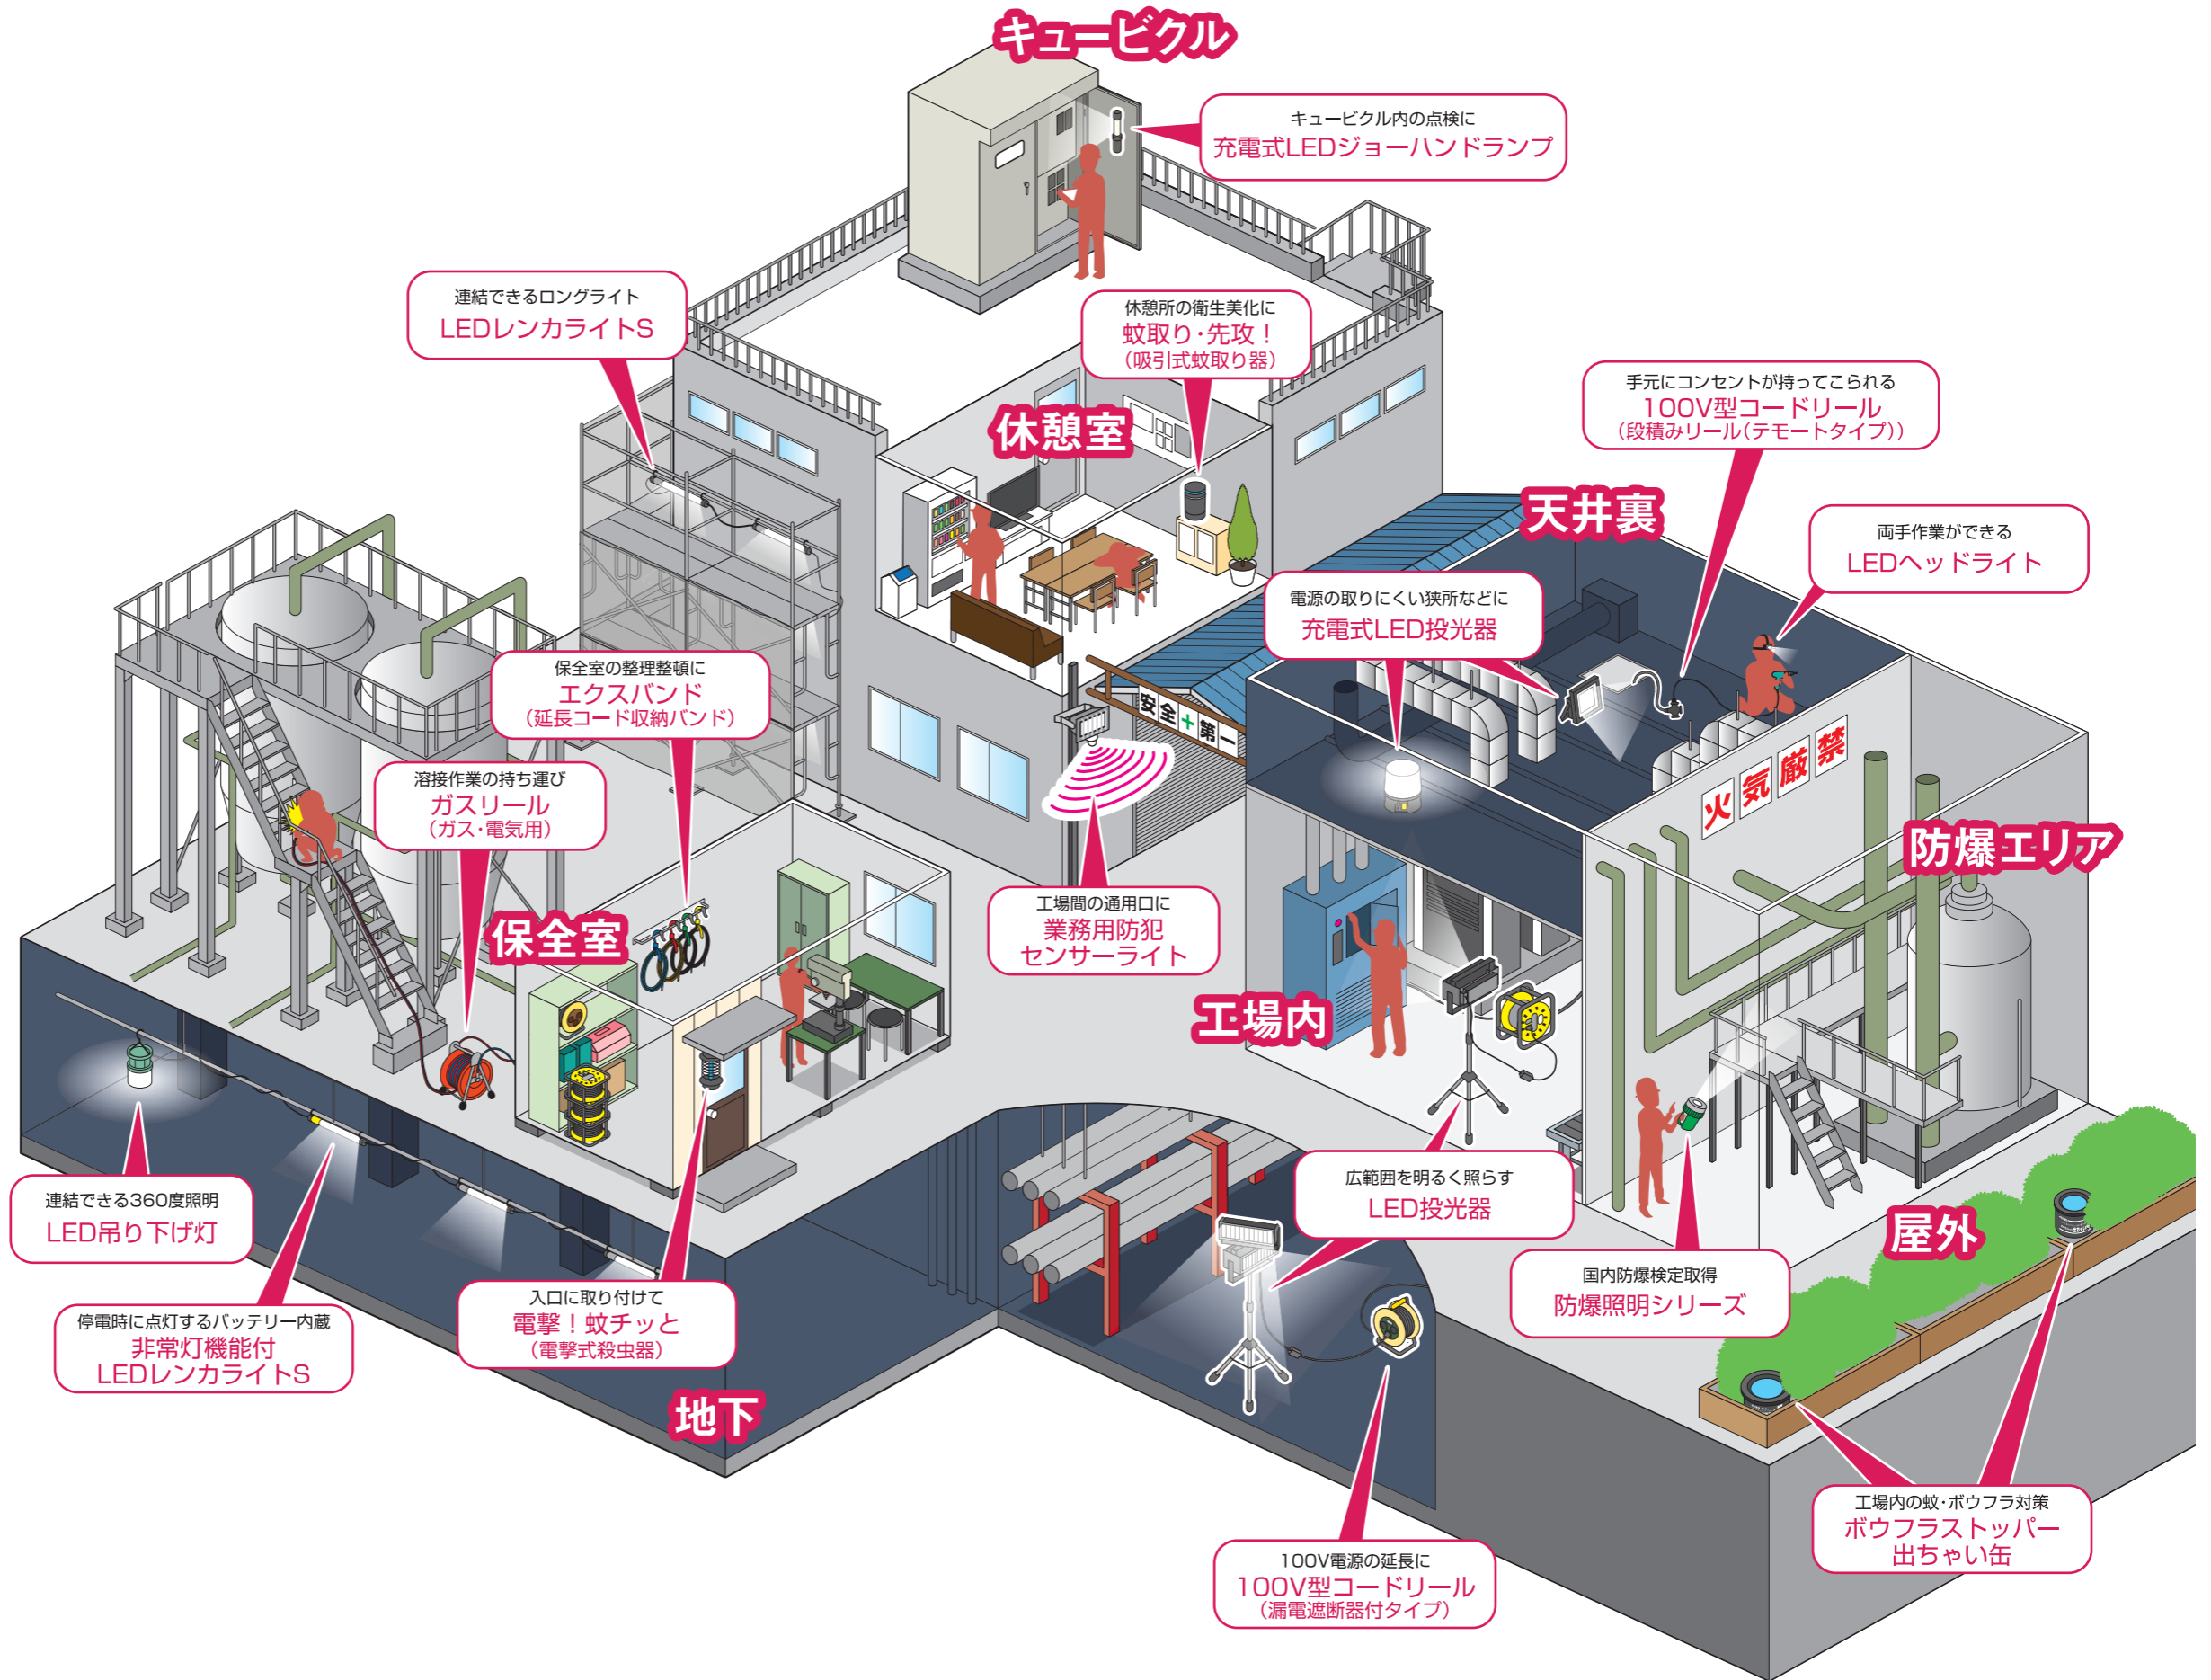 キュービクル
キュービクル内の点検に
充電式LEDジョーハンドランプ
連結できるロングライト
LEDレンカライトS
休憩所の衛生美化に
蚊取り・先攻！
（吸引式蚊取り器）
休憩室
手元にコンセントが持ってこられる
100V型コードリール
（段積みリール（テモートタイプ））
天井裏
両手作業ができる
LEDヘッドライト
電源の取りにくい狭所などに
充電式LED投光器
保全室の整理整頓に
エクスバンド
（延長コード収納バンド）
安全＋第一
溶接作業の持ち運び
ガスリール
（ガス・電気用）
火気厳禁
防爆エリア
保全室
工場間の通用口に
業務用防犯
センサーライト
工場内
連結できる360度照明
LED吊り下げ灯
広範囲を明るく照らす
LED投光器
屋外
国内防爆検定取得
防爆照明シリーズ
停電時に点灯するバッテリー内蔵
非常灯機能付
LEDレンカライトS
入口に取り付けて
電撃！蚊チッと
（電撃式殺虫器）
地下
工場内の蚊・ボウフラ対策
ボウフラストッパー
出ちゃい缶
100V電源の延長に
100V型コードリール
（漏電遮断器付タイプ）